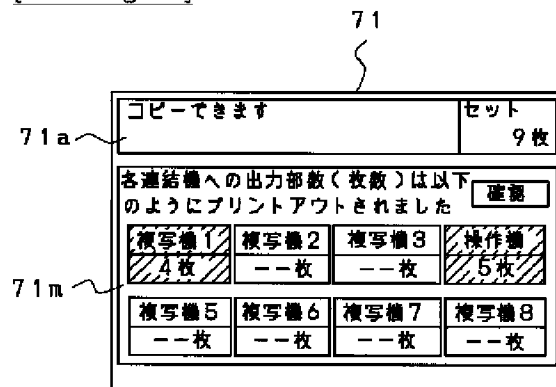 71
71a
コピーできます
セット
9枚
各連結機への出力部数(枚数)は以下
のようにプリントアウトされました
確認
複写機1 複写機2 複写機3 操作機
4枚 --枚 --枚 5枚
71m
複写機5 複写機6 複写機7 複写機8
--枚 --枚 --枚 --枚